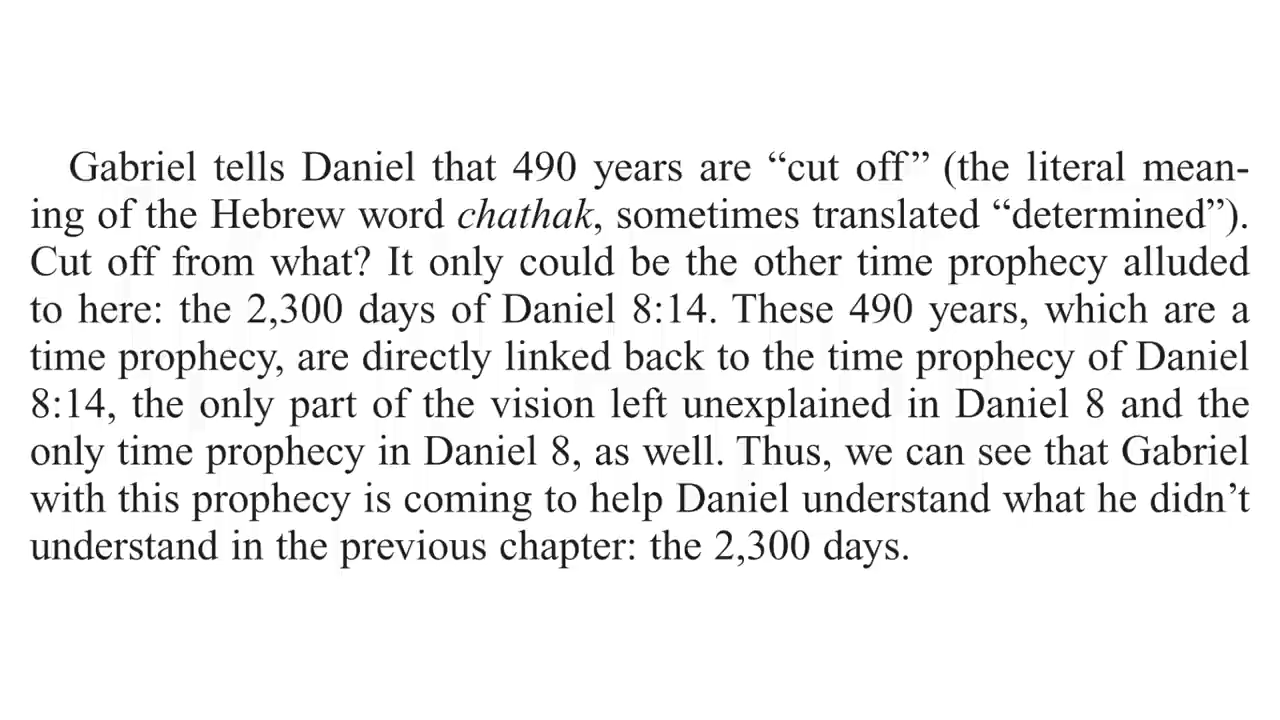 Gabriel tells Daniel that 490 years are “cut off” (the literal mean-
ing of the Hebrew word chathak, sometimes translated “determined”).
Cut off from what? It only could be the other time prophecy alluded
to here: the 2,300 days of Daniel 8:14. These 490 years, which are a
time prophecy, are directly linked back to the time prophecy of Daniel
8:14, the only part of the vision left unexplained in Daniel 8 and the
only time prophecy in Daniel 8, as well. Thus, we can see that Gabriel
with this prophecy is coming to help Daniel understand what he didn’t
understand in the previous chapter: the 2,300 days.